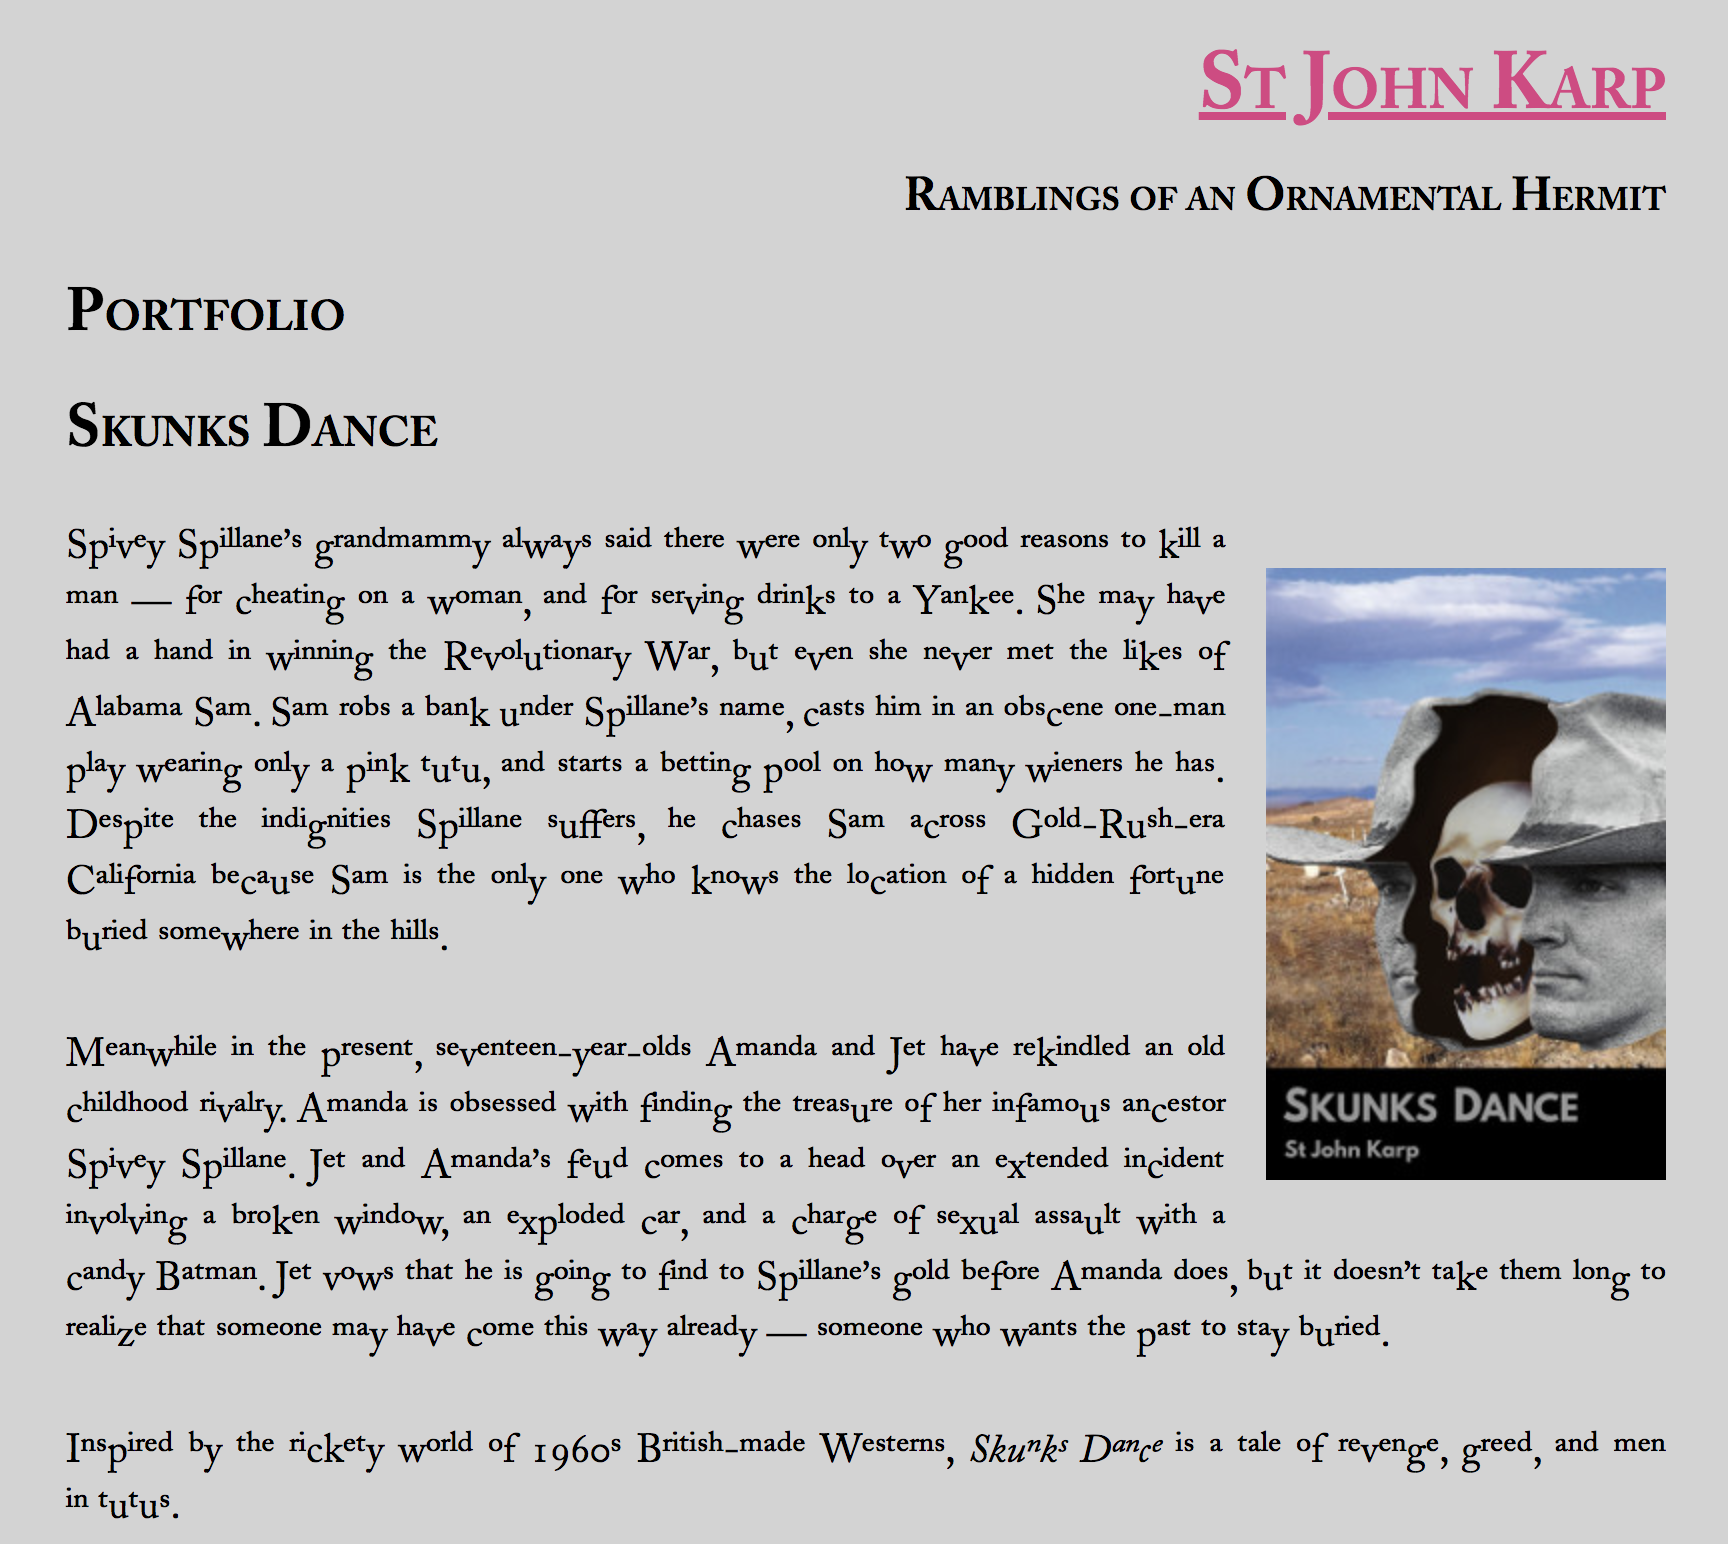 St John Karp
Ramblings of an Ornamental Hermit
Portfolio
Skunks Dance
Spivey Spillane’s grandmammy always said there were only two good reasons to kill a
man — for cheating on a woman, and for serving drinks to a Yankee. She may have
had a hand in winning the Revolutionary War, but even she never met the likes of
Alabama Sam. Sam robs a bank under Spillane’s name, casts him in an obscene one-man
play wearing only a pink tutu, and starts a betting pool on how many wieners he has.
Despite the indignities Spillane suffers, he chases Sam across Gold-Rush-era
California because Sam is the only one who knows the location of a hidden fortune
buried somewhere in the hills.
Meanwhile in the present, seventeen-year-olds Amanda and Jet have rekindled an old
childhood rivalry. Amanda is obsessed with finding the treasure of her infamous ancestor
Spivey Spillane. Jet and Amanda’s feud comes to a head over an extended incident
involving a broken window, an exploded car, and a charge of sexual assault with a
candy Batman. Jet vows that he is going to find to Spillane’s gold before Amanda does, but it doesn’t take them long to
realize that someone may have come this way already — someone who wants the past to stay buried.
Inspired by the rickety world of 1960s British-made Westerns, Skunks Dance is a tale of revenge, greed, and men
in tutus.
Skunks Dance
St John Karp